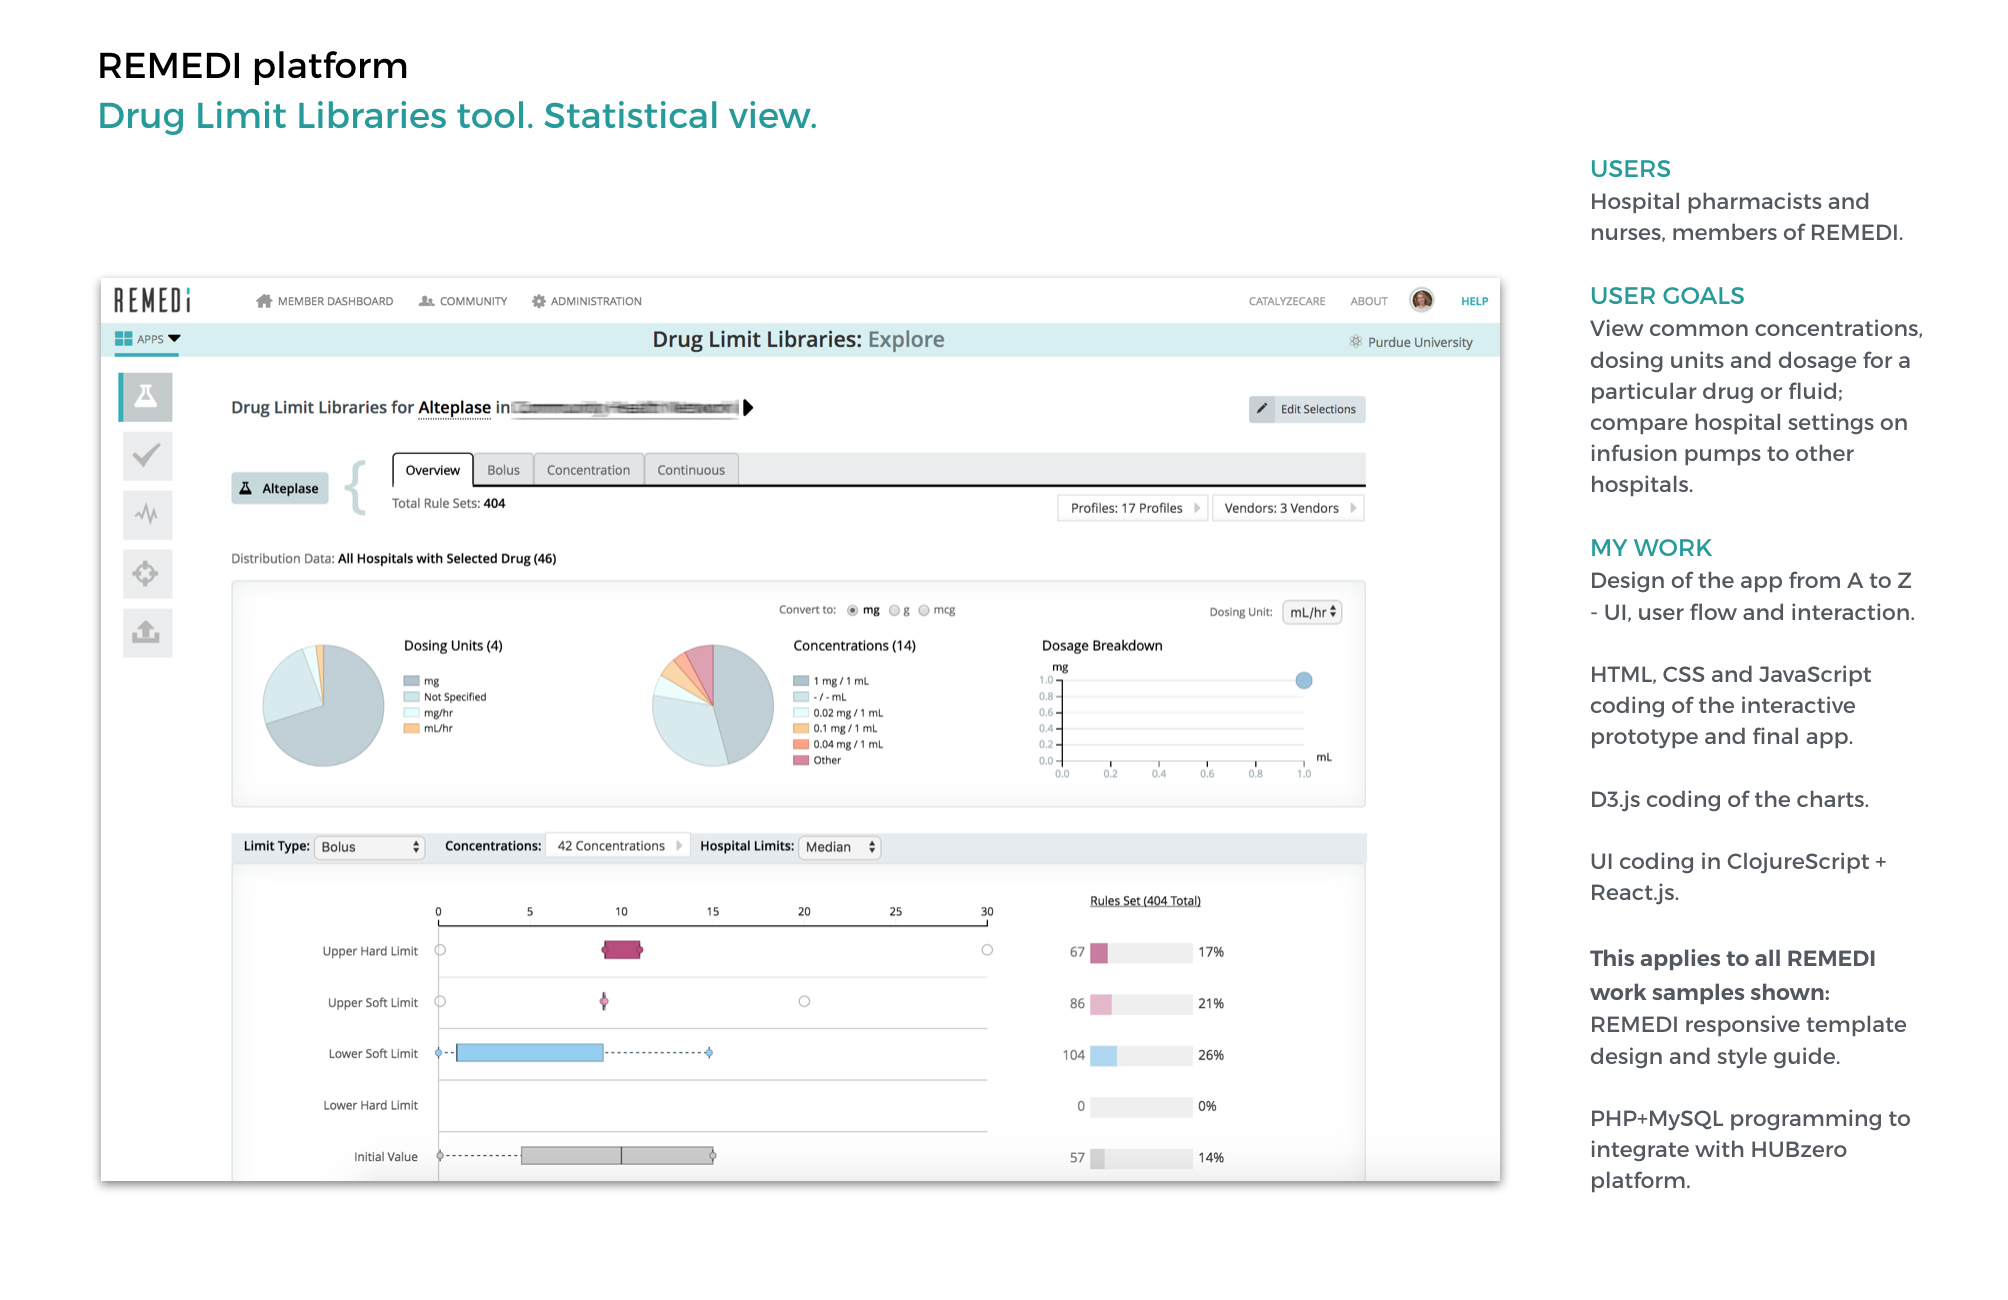 REMEDI platform
Drug Limit Libraries tool. Statistical view.
USERS
Hospital pharmacists and
nurses, members of REMEDI.
USER GOALS
View common concentrations,
dosing units and dosage for a
particular drug or fluid;
compare hospital settings on
infusion pumps to other
hospitals.
MY WORK
Design of the app from A to Z
- UI, user flow and interaction.
HTML, CSS and JavaScript
coding of the interactive
prototype and final app.
D3.js coding of the charts.
UI coding in ClojureScript +
React.js.
This applies to all REMEDI
work samples shown:
REMEDI responsive template
design and style guide.
PHP+MySQL programming to
integrate with HUBzero
platform.
REMEDi
MEMBER DASHBOARD
COMMUNITY
ADMINISTRATION
CATALYZECARE
ABOUT
HELP
APPS
Drug Limit Libraries: Explore
Purdue University
Drug Limit Libraries for Alteplase in
Edit Selections
Alteplase
{
Overview
Bolus
Concentration
Continuous
Total Rule Sets: 404
Profiles: 17 Profiles
Vendors: 3 Vendors
Distribution Data: All Hospitals with Selected Drug (46)
Convert to: mg g mcg
Dosing Unit: mL/hr
Dosing Units (4)
mg
Not Specified
mg/hr
mL/hr
Concentrations (14)
1 mg / 1 mL
- / - mL
0.02 mg / 1 mL
0.1 mg / 1 mL
0.04 mg / 1 mL
Other
Dosage Breakdown
mg
1.0
0.8
0.6
0.4
0.2
0.0
mL
0.0 0.2 0.4 0.6 0.8 1.0
Limit Type: Bolus
Concentrations: 42 Concentrations
Hospital Limits: Median
0 5 10 15 20 25 30
Rules Set (404 Total)
Upper Hard Limit
67 17%
Upper Soft Limit
86 21%
Lower Soft Limit
104 26%
Lower Hard Limit
0 0%
Initial Value
57 14%